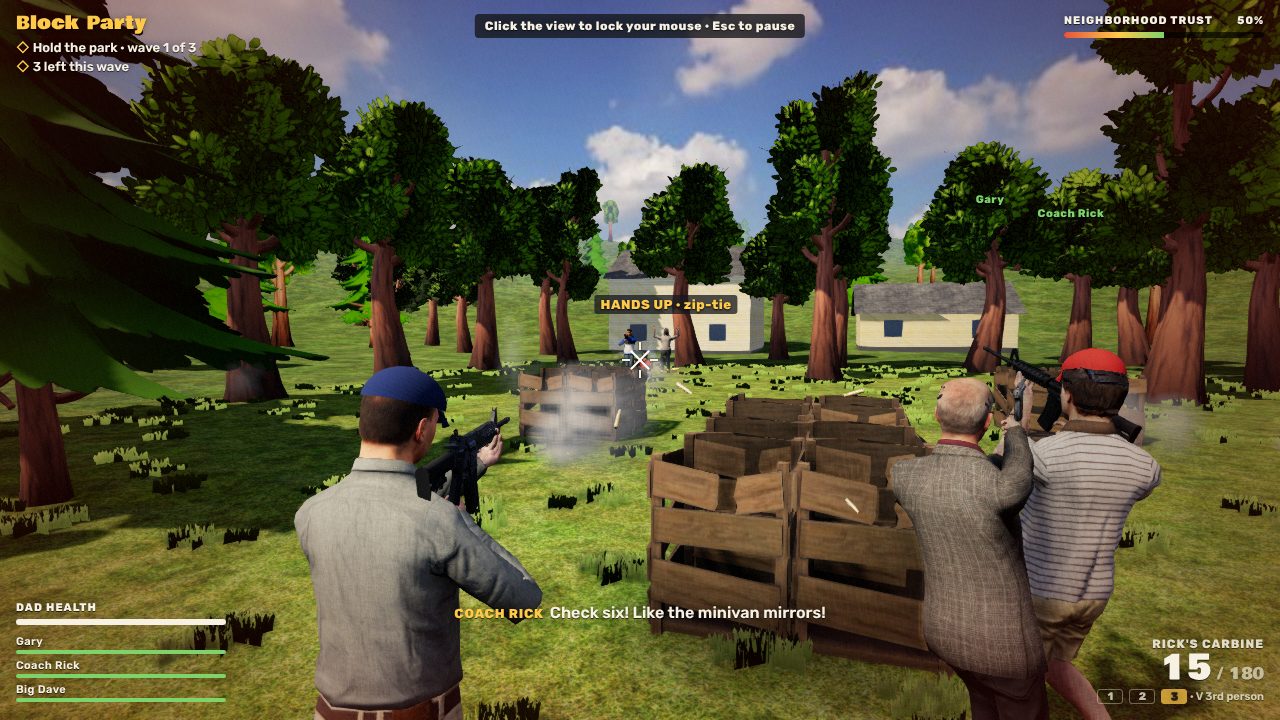 Block Party
Hold the park • wave 1 of 3
3 left this wave
Click the view to lock your mouse • Esc to pause
NEIGHBORHOOD TRUST 50%
Gary
Coach Rick
HANDS UP • zip-tie
COACH RICK Check six! Like the minivan mirrors!
DAD HEALTH
Gary
Coach Rick
Big Dave
RICK'S CARBINE
15 / 180
1 2 3 • V 3rd person